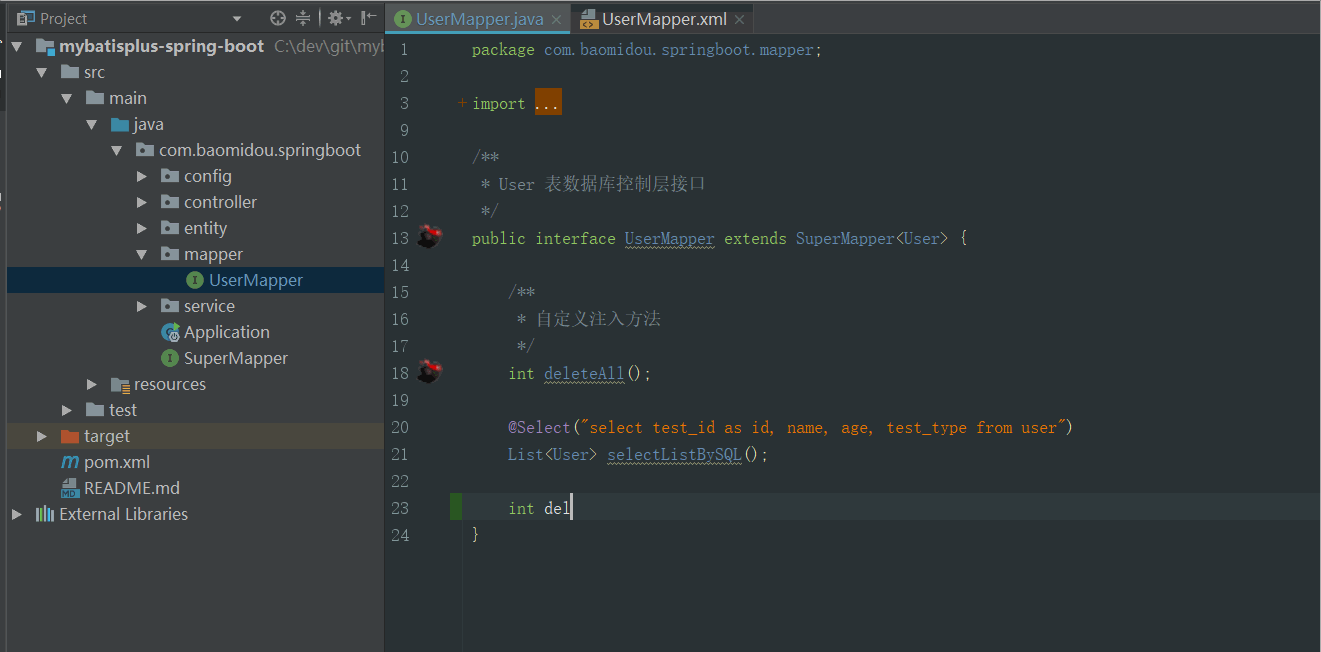 Project
mybatisplus-spring-boot C:\dev\git\myb
src
main
java
com.baomidou.springboot
config
controller
entity
mapper
UserMapper
service
Application
SuperMapper
resources
test
target
pom.xml
README.md
External Libraries
UserMapper.java
UserMapper.xml
1 package com.baomidou.springboot.mapper;
2
3 import ...
9
10 /**
11 * User 表数据库控制层接口
12 */
13 public interface UserMapper extends SuperMapper<User> {
14
15 /**
16 * 自定义注入方法
17 */
18 int deleteAll();
19
20 @Select("select test_id as id, name, age, test_type from user")
21 List<User> selectListBySQL();
22
23 int del
24 }